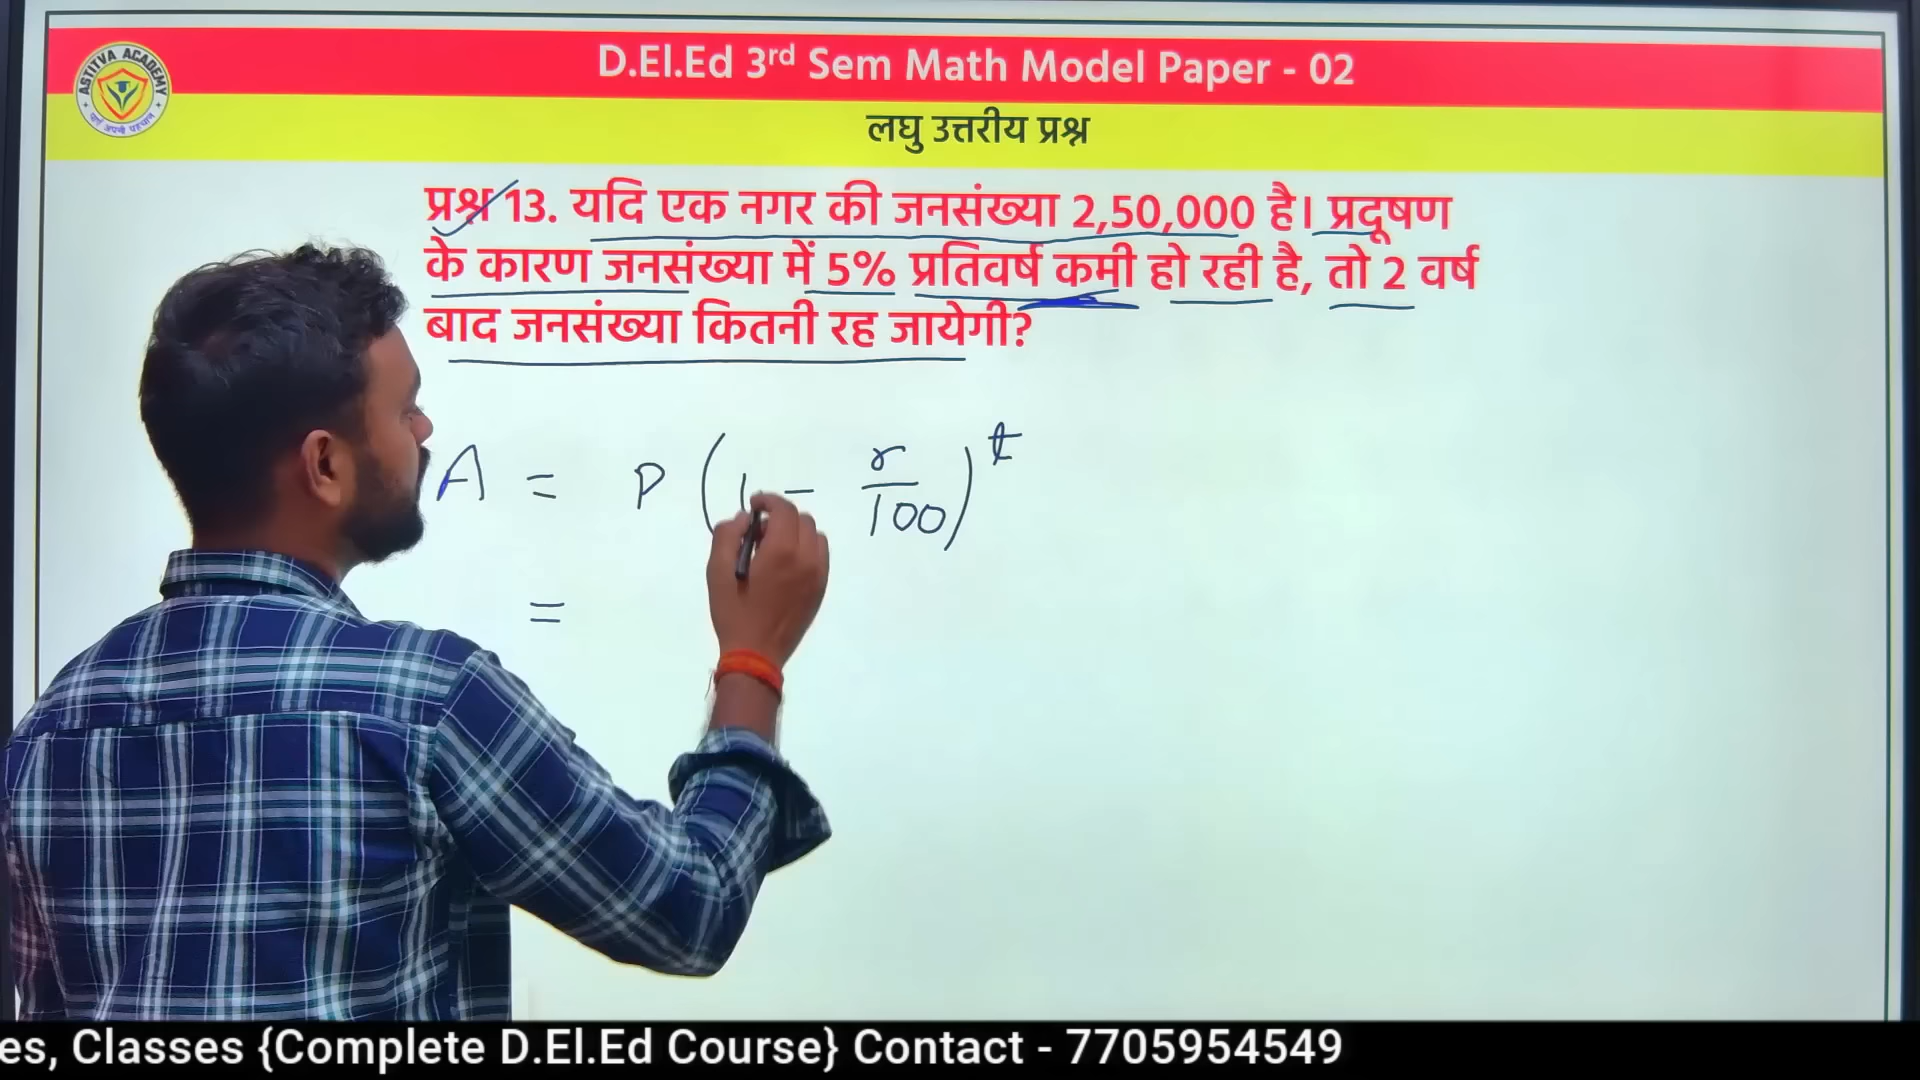 ASTITVA ACADEMY
D.El.Ed 3rd Sem Math Model Paper - 02
लघु उत्तरीय प्रश्न
प्रश्न 13. यदि एक नगर की जनसंख्या 2,50,000 है। प्रदूषण
के कारण जनसंख्या में 5% प्रतिवर्ष कमी हो रही है, तो 2 वर्ष
बाद जनसंख्या कितनी रह जायेगी?
A = P (1 - r/100)^t
=
es, Classes {Complete D.El.Ed Course} Contact - 7705954549